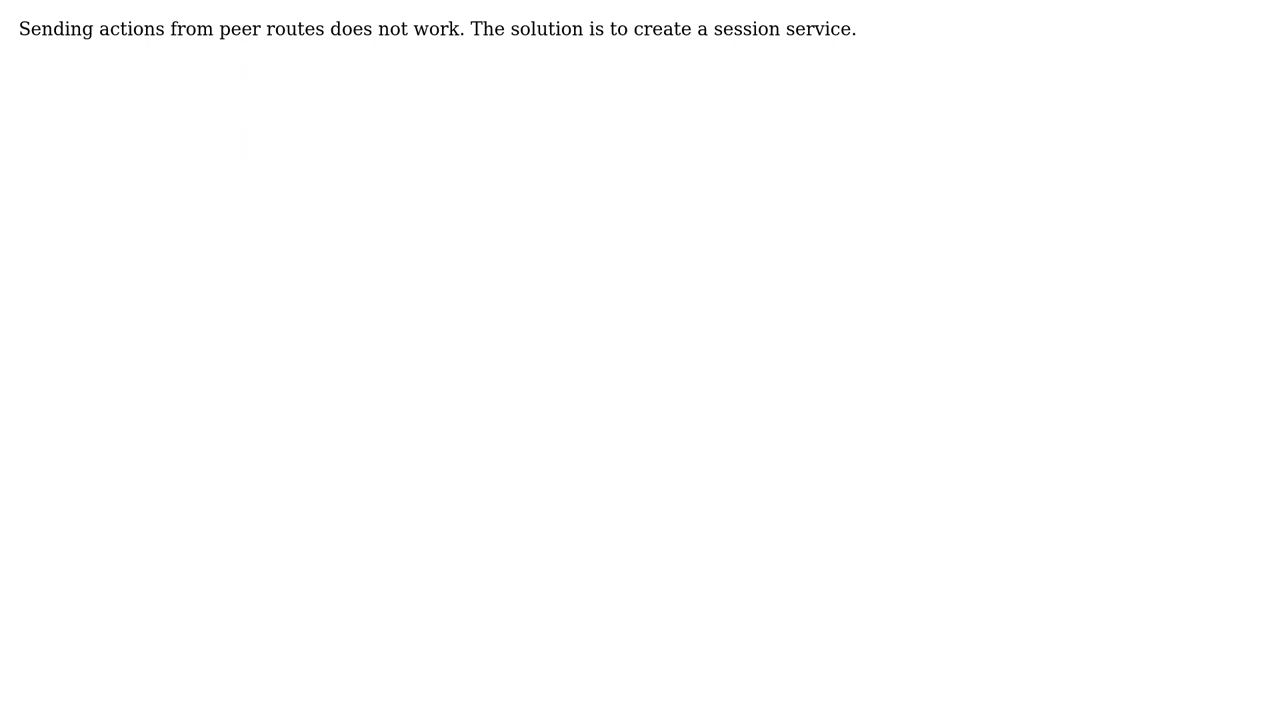 Sending actions from peer routes does not work. The solution is to create a session service.